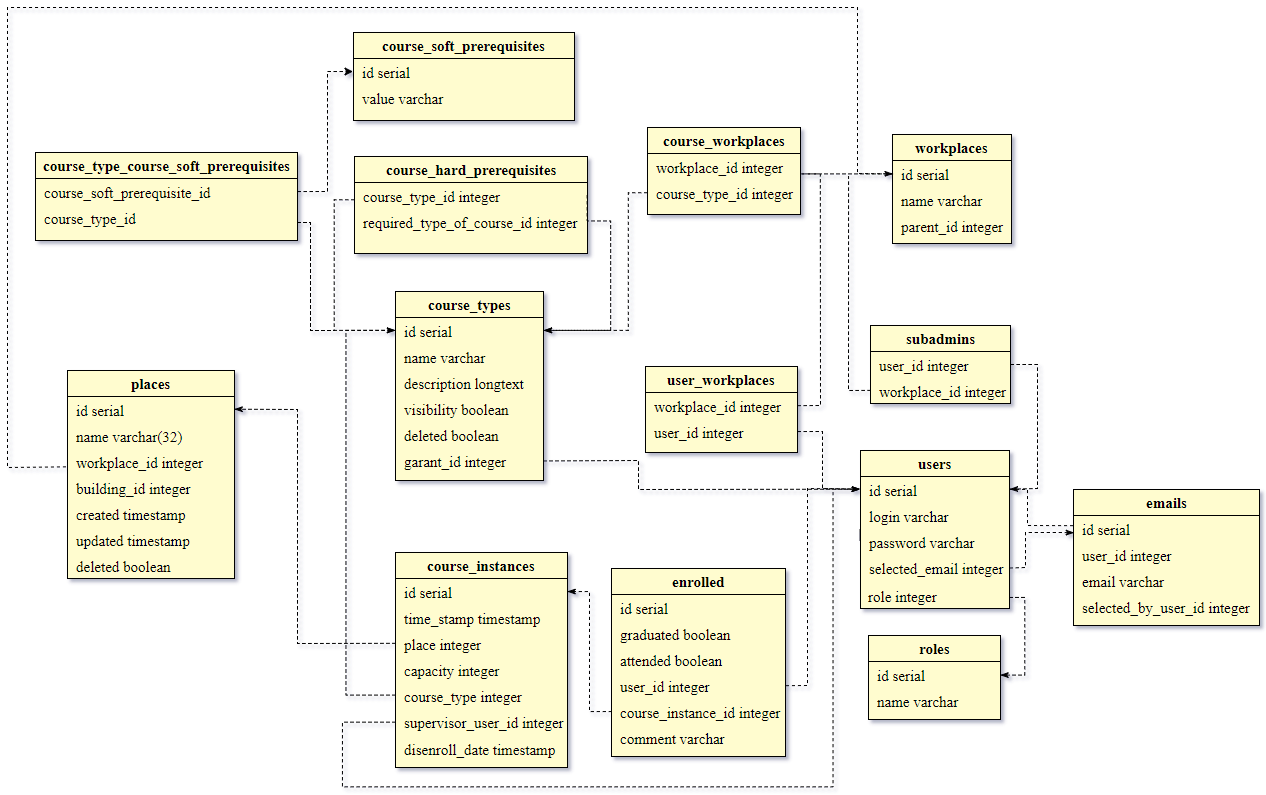 course_soft_prerequisites
id serial
value varchar
course_type_course_soft_prerequisites
course_soft_prerequisite_id
course_type_id
course_hard_prerequisites
course_type_id integer
required_type_of_course_id integer
course_workplaces
workplace_id integer
course_type_id integer
workplaces
id serial
name varchar
parent_id integer
course_types
id serial
name varchar
description longtext
visibility boolean
deleted boolean
garant_id integer
subadmins
user_id integer
workplace_id integer
places
id serial
name varchar(32)
workplace_id integer
building_id integer
created timestamp
updated timestamp
deleted boolean
user_workplaces
workplace_id integer
user_id integer
users
id serial
login varchar
password varchar
selected_email integer
role integer
emails
id serial
user_id integer
email varchar
selected_by_user_id integer
course_instances
id serial
time_stamp timestamp
place integer
capacity integer
course_type integer
supervisor_user_id integer
disenroll_date timestamp
enrolled
id serial
graduated boolean
attended boolean
user_id integer
course_instance_id integer
comment varchar
roles
id serial
name varchar